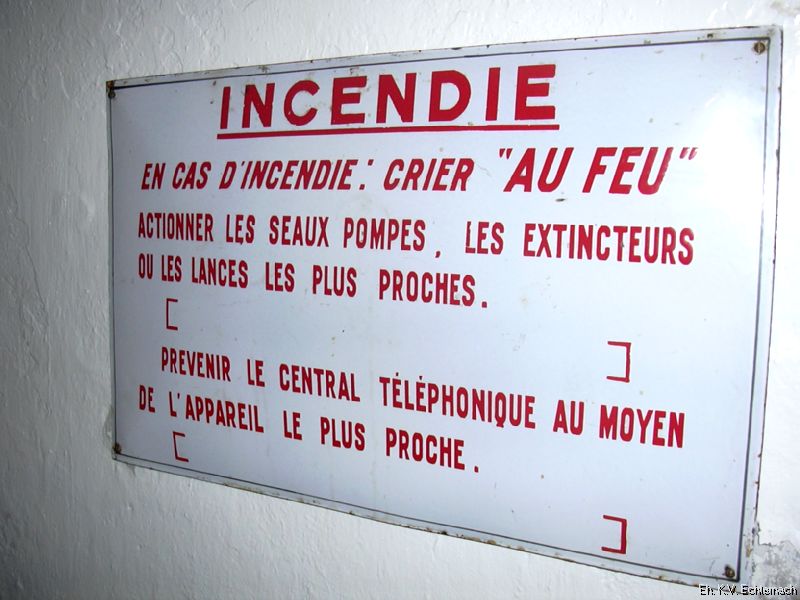 INCENDIE
EN CAS D'INCENDIE: CRIER "AU FEU"
ACTIONNER LES SEAUX POMPES, LES EXTINCTEURS
OU LES LANCES LES PLUS PROCHES.
[ ]
PREVENIR LE CENTRAL TÉLÉPHONIQUE AU MOYEN
DE L'APPAREIL LE PLUS PROCHE.
[ ]